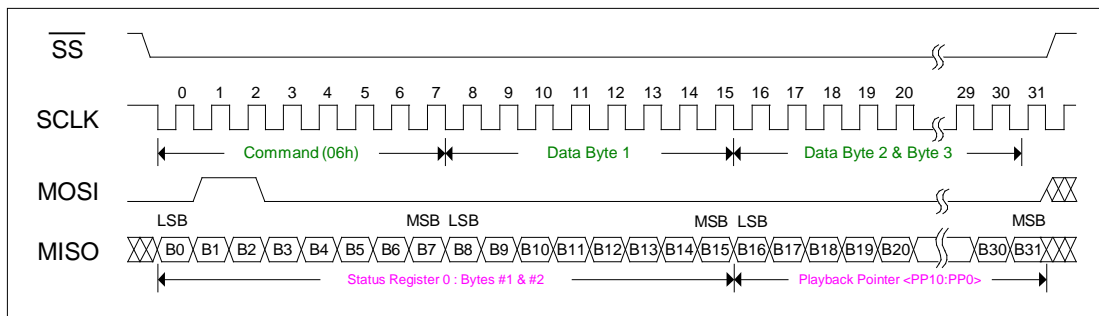 SS
0 1 2 3 4 5 6 7 8 9 10 11 12 13 14 15 16 17 18 19 20 29 30 31
SCLK
Command (06h) Data Byte 1 Data Byte 2 & Byte 3
MOSI
LSB MSB LSB MSB LSB MSB
MISO B0 B1 B2 B3 B4 B5 B6 B7 B8 B9 B10 B11 B12 B13 B14 B15 B16 B17 B18 B19 B20 B30 B31
Status Register 0 : Bytes #1 & #2 Playback Pointer <PP10:PP0>